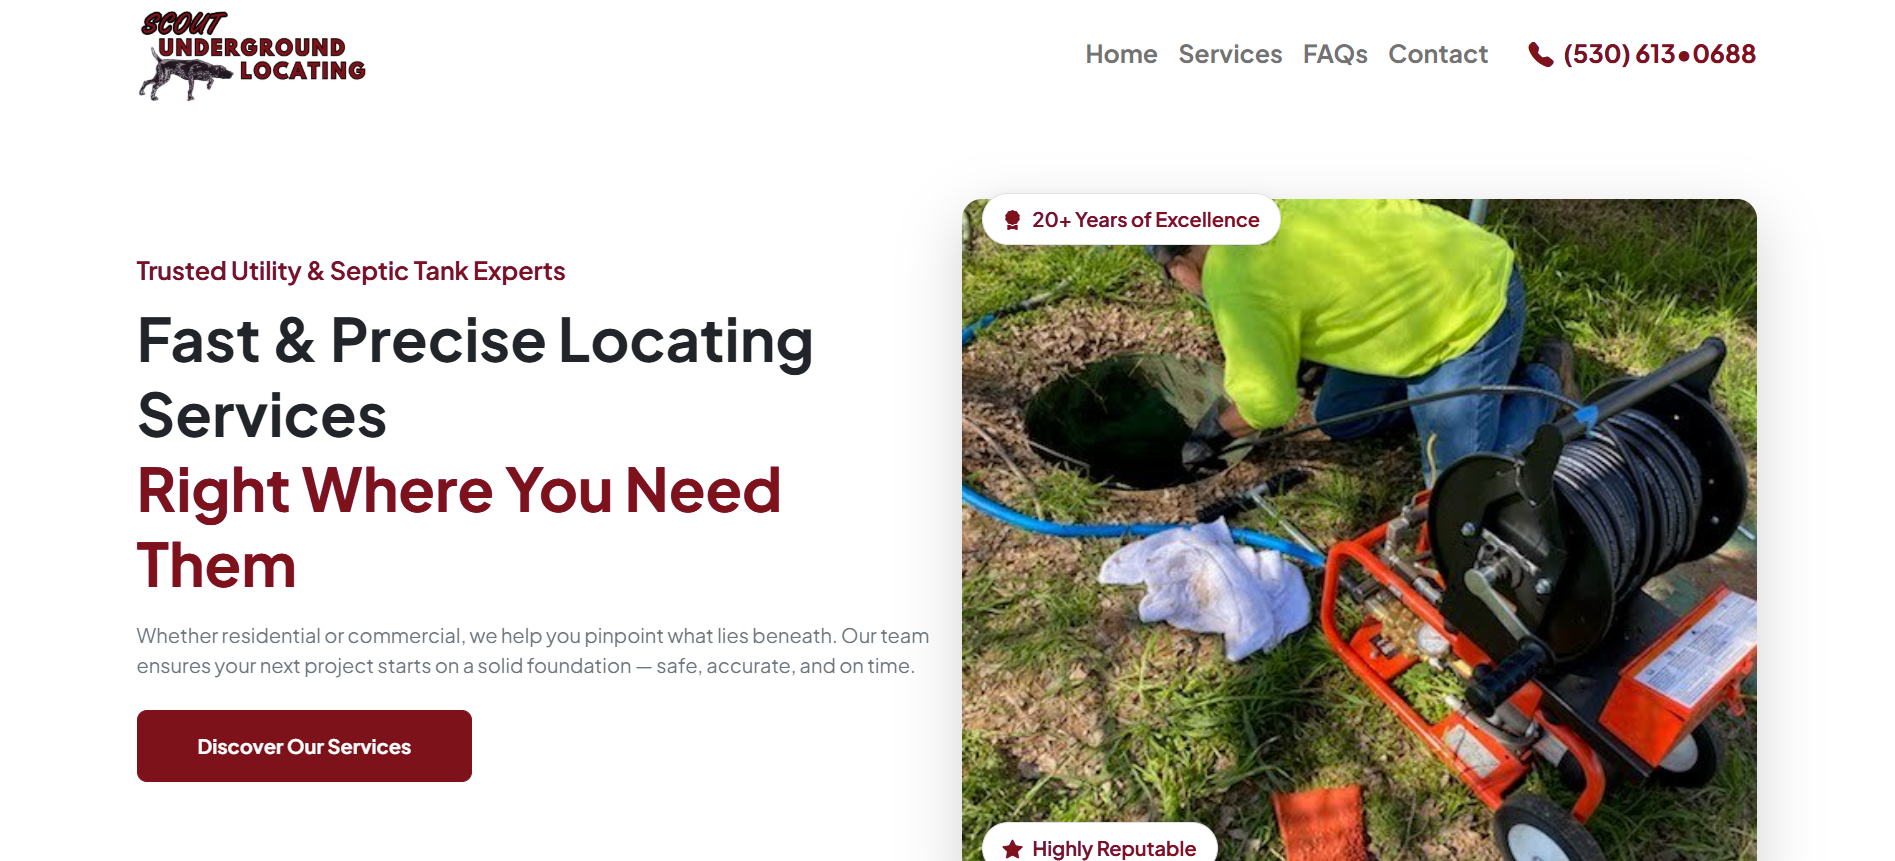 SCOUT
UNDERGROUND
LOCATING
Home Services FAQs Contact (530) 613•0688
20+ Years of Excellence
Trusted Utility & Septic Tank Experts
Fast & Precise Locating
Services
Right Where You Need
Them
Whether residential or commercial, we help you pinpoint what lies beneath. Our team
ensures your next project starts on a solid foundation — safe, accurate, and on time.
Discover Our Services
Highly Reputable